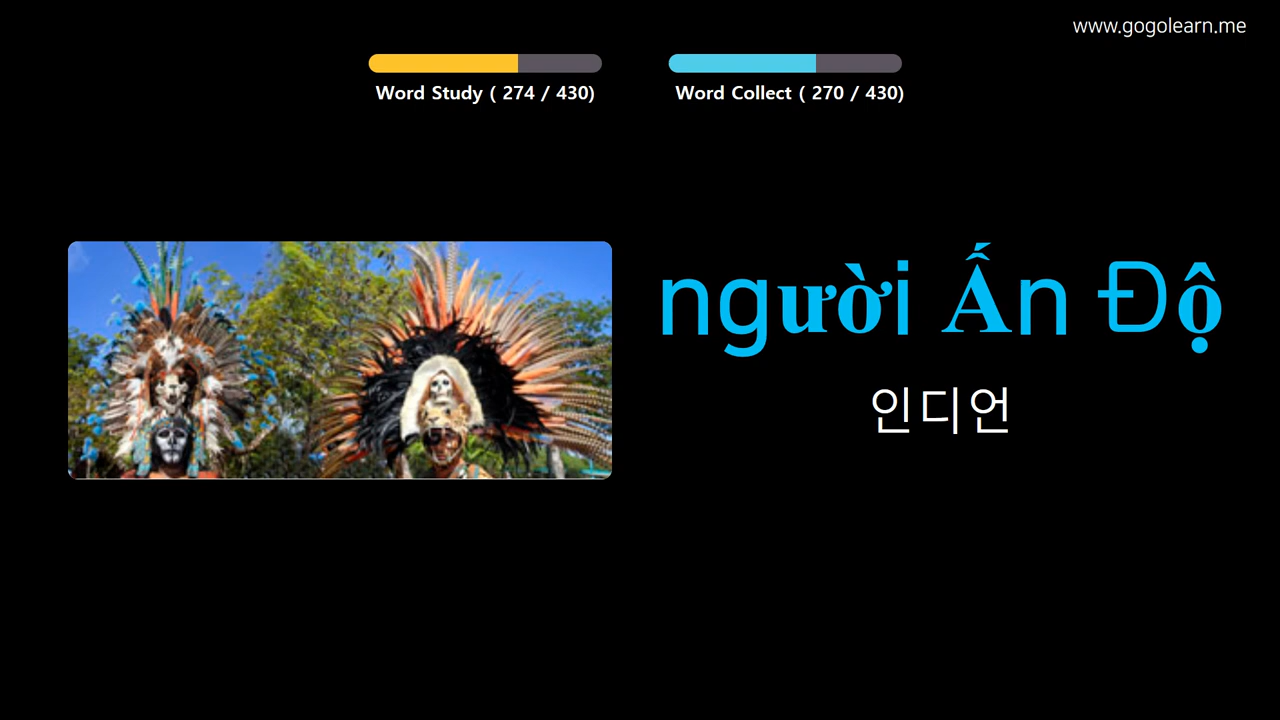 www.gogolearn.me
Word Study ( 274 / 430)
Word Collect ( 270 / 430)
người Ấn Độ
인디언